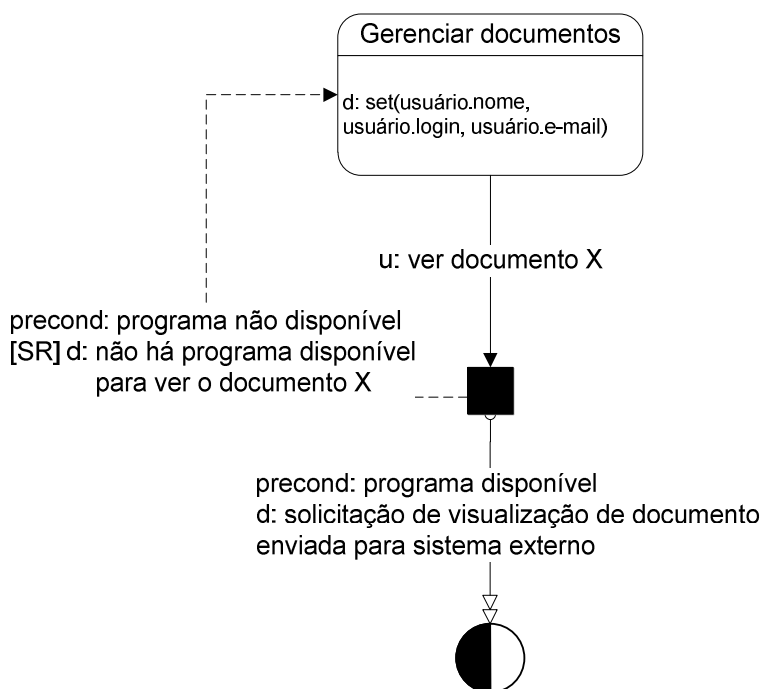 Gerenciar documentos
d: set(usuário.nome,
usuário.login, usuário.e-mail)
u: ver documento X
precond: programa não disponível
[SR] d: não há programa disponível
para ver o documento X
precond: programa disponível
d: solicitação de visualização de documento
enviada para sistema externo